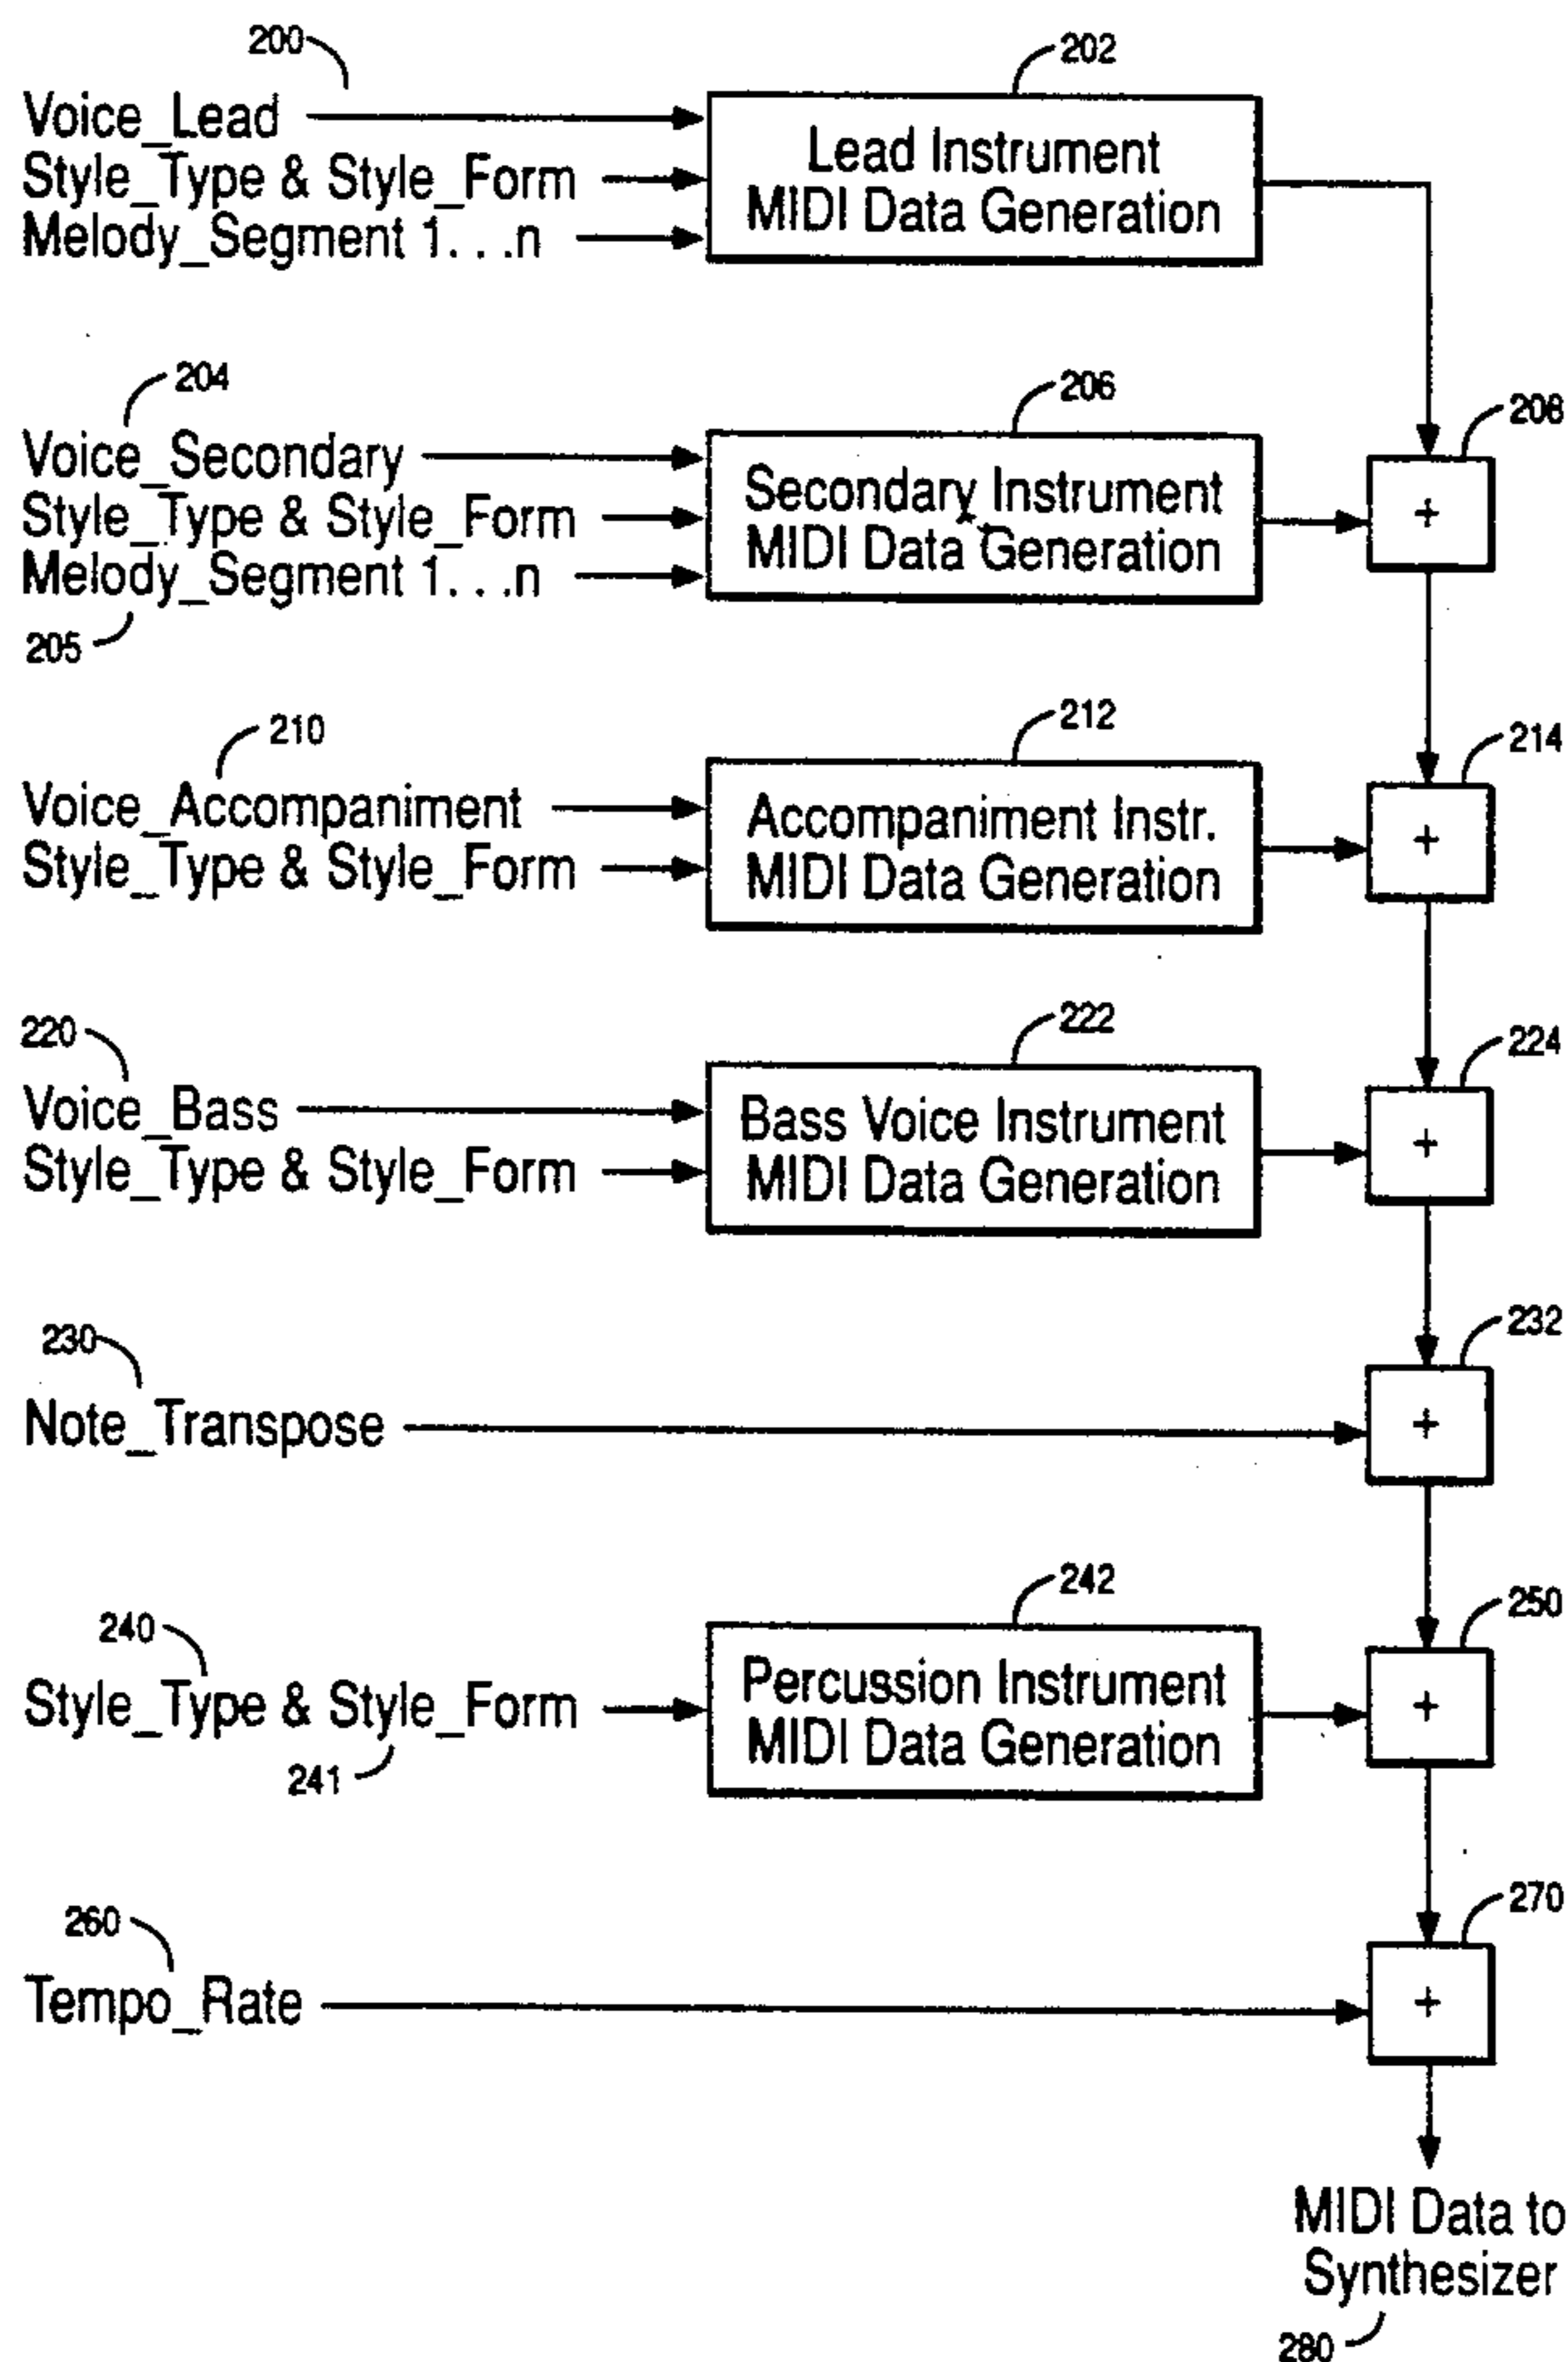 200
202
Voice_Lead
Style_Type & Style_Form
Melody_Segment 1. . .n
Lead Instrument
MIDI Data Generation
204
206
208
Voice_Secondary
Style_Type & Style_Form
Melody_Segment 1. . .n
205
Secondary Instrument
MIDI Data Generation
+
210
212
214
Voice_Accompaniment
Style_Type & Style_Form
Accompaniment Instr.
MIDI Data Generation
+
220
222
224
Voice_Bass
Style_Type & Style_Form
Bass Voice Instrument
MIDI Data Generation
+
230
232
Note_Transpose
+
240
242
250
Style_Type & Style_Form
241
Percussion Instrument
MIDI Data Generation
+
260
270
Tempo_Rate
+
MIDI Data to
Synthesizer
280